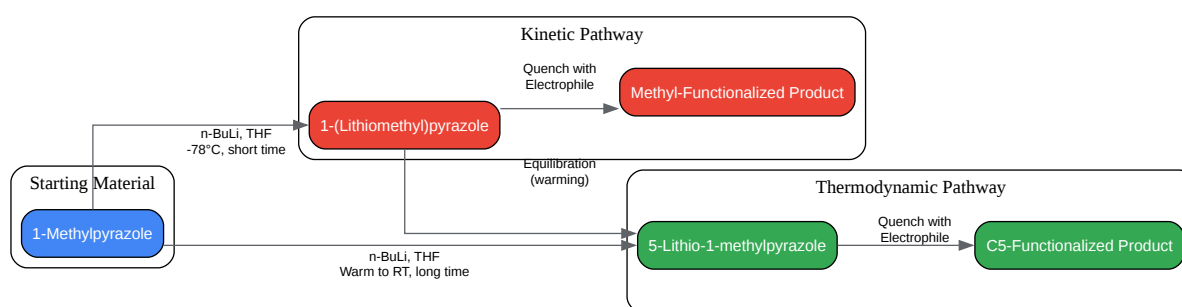 Kinetic Pathway
Quench with
Electrophile
Methyl-Functionalized Product
1-(Lithiomethyl)pyrazole
n-BuLi, THF
-78°C, short time
Equilibration
(warming)
Starting Material
1-Methylpyrazole
Thermodynamic Pathway
Quench with
Electrophile
5-Lithio-1-methylpyrazole
C5-Functionalized Product
n-BuLi, THF
Warm to RT, long time